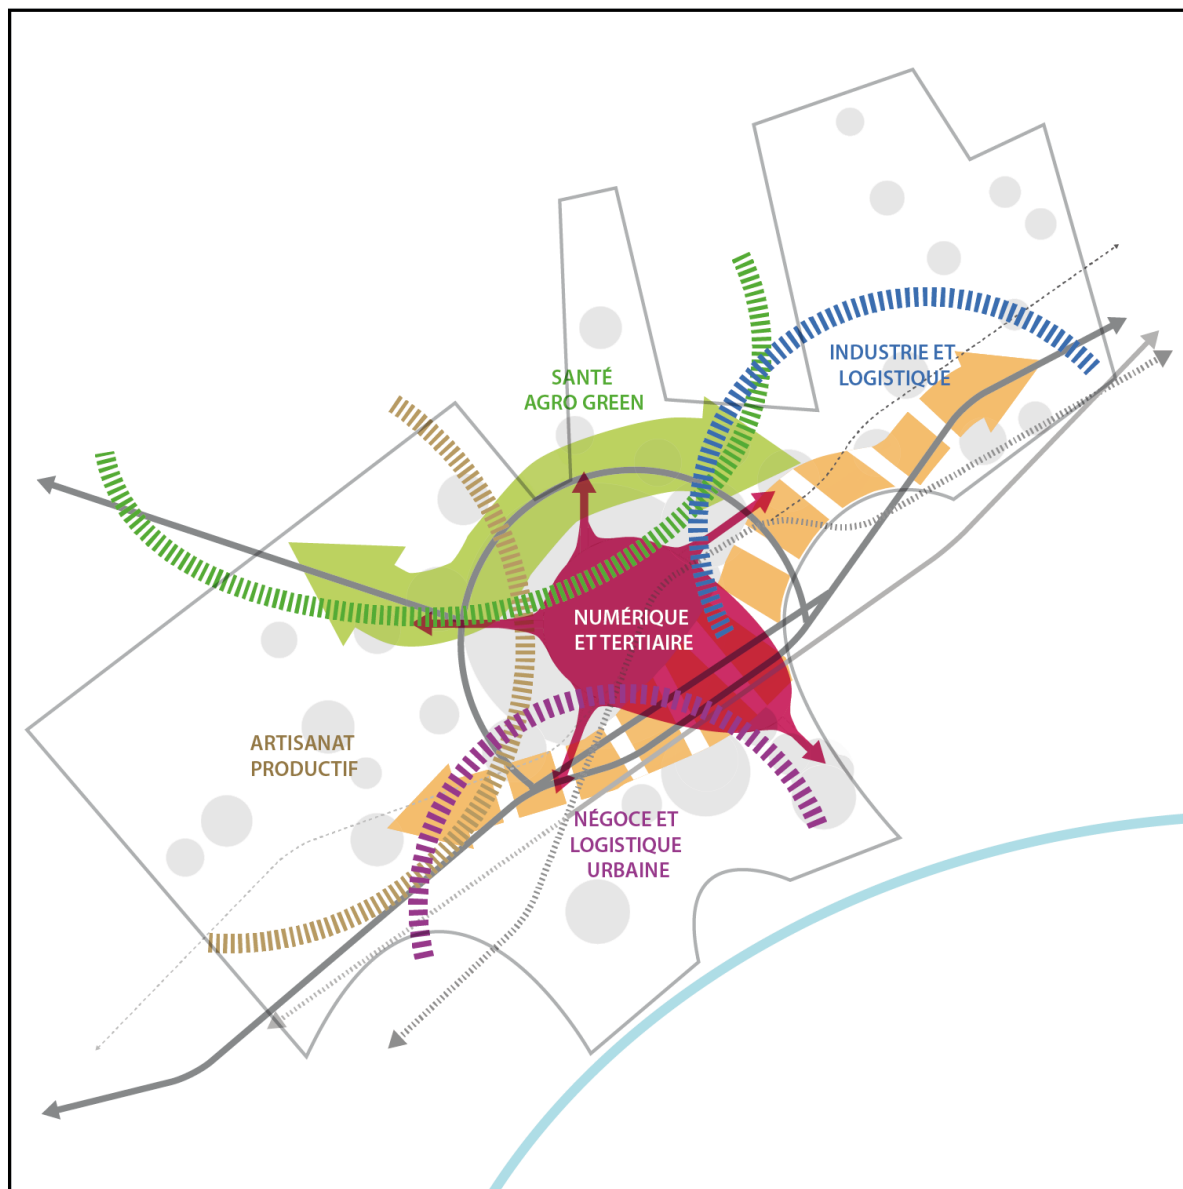 INDUSTRIE ET
LOGISTIQUE
SANTÉ
AGRO GREEN
NUMÉRIQUE
ET TERTIAIRE
ARTISANAT
PRODUCTIF
NÉGOCE ET
LOGISTIQUE
URBAINE